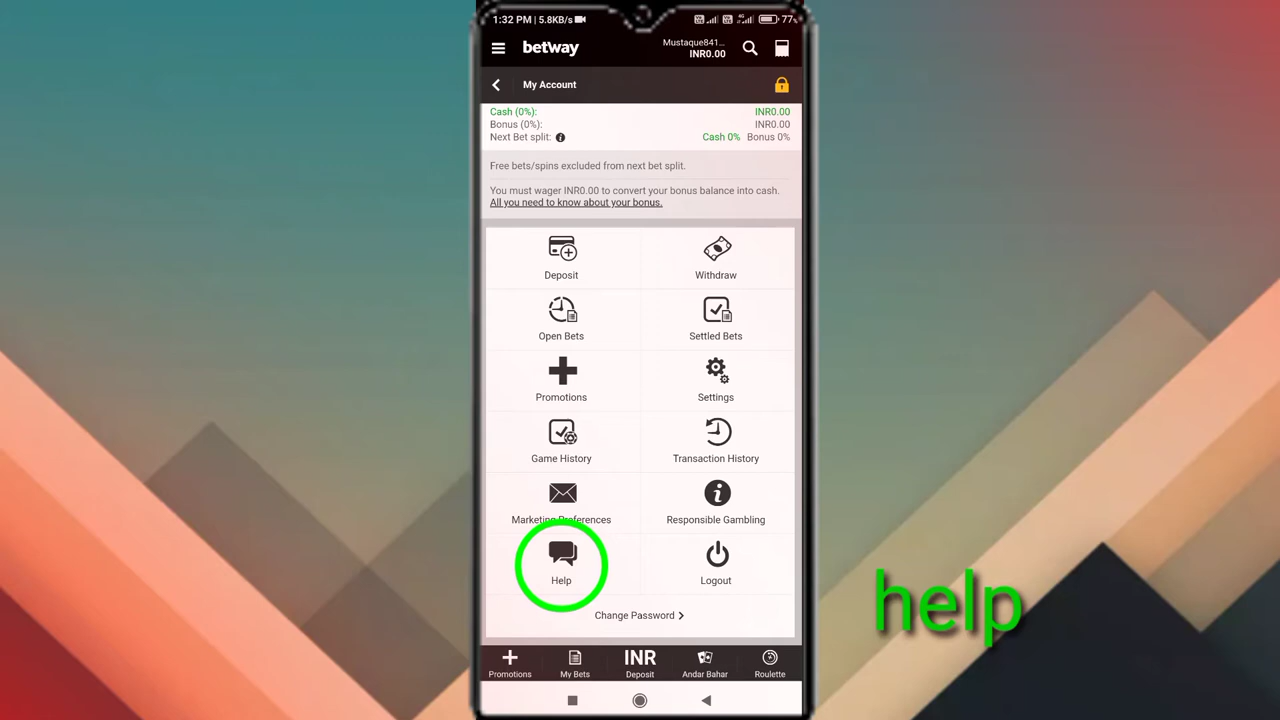 1:32 PM | 5.8KB/s
77%
betway
Mustaque841...
INR0.00
My Account
Cash (0%): INR0.00
Bonus (0%): INR0.00
Next Bet split: Cash 0% Bonus 0%
Free bets/spins excluded from next bet split.
You must wager INR0.00 to convert your bonus balance into cash.
All you need to know about your bonus.
Deposit Withdraw
Open Bets Settled Bets
Promotions Settings
Game History Transaction History
Marketing Preferences Responsible Gambling
Help Logout
help
Change Password
INR
Promotions My Bets Deposit Andar Bahar Roulette